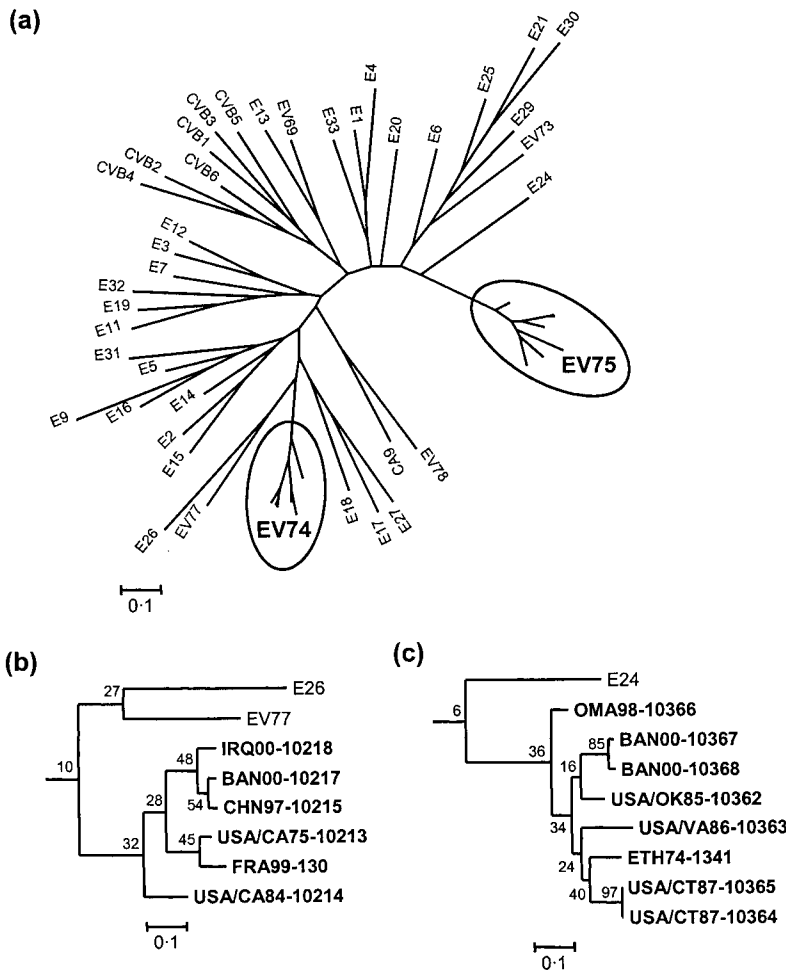 (a)
E21
E30
E4
E25
CVB5
CVB3
E13
EV69
E33
E1
E20
E6
E29
EV73
CVB1
CVB2
CVB6
CVB4
E24
E12
E3
E7
E32
E19
E11
E31
E5
E9
E16
E14
E2
E15
E26
EV77
EV74
E18
E17
E27
CA9
EV78
EV75
0·1
(b)
27
E26
EV77
10
IRQ00-10218
48
BAN00-10217
54
CHN97-10215
28
USA/CA75-10213
45
FRA99-130
32
USA/CA84-10214
0·1
(c)
E24
6
OMA98-10366
36
BAN00-10367
85
BAN00-10368
16
USA/OK85-10362
34
USA/VA86-10363
24
ETH74-1341
40
USA/CT87-10365
97
USA/CT87-10364
0·1